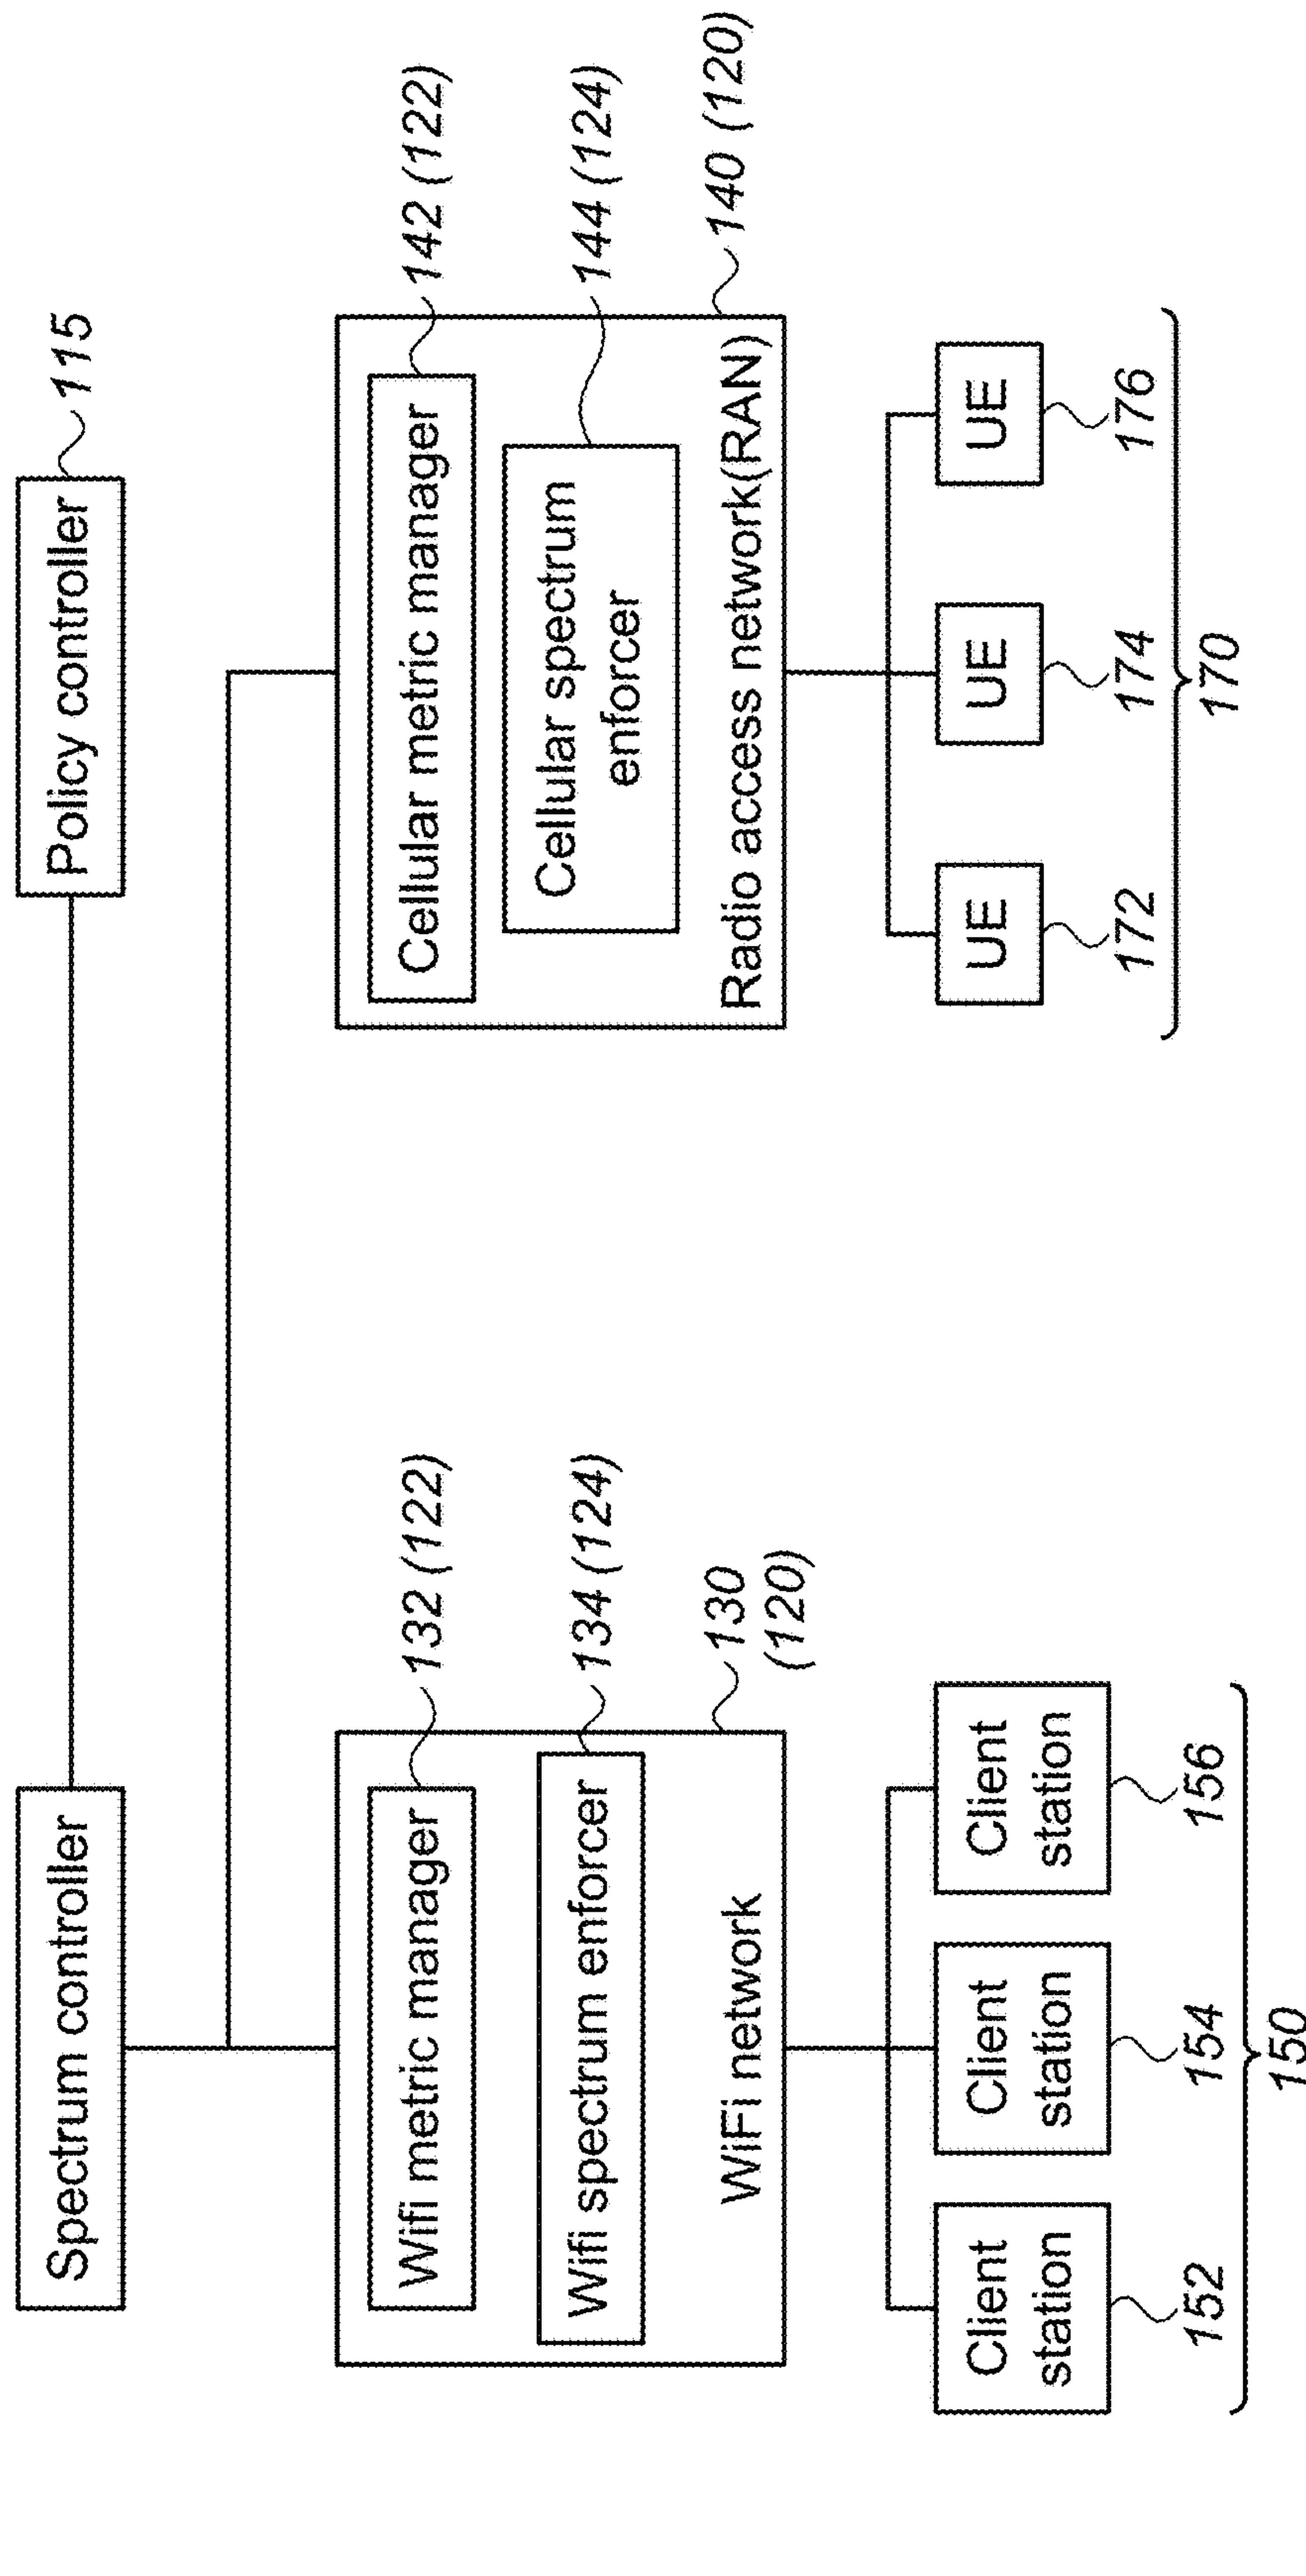 Spectrum controller
Policy controller
115
Wifi metric manager
132 (122)
Wifi spectrum enforcer
134 (124)
WiFi network
130
(120)
Cellular metric manager
142 (122)
Cellular spectrum
enforcer
144 (124)
Radio access network(RAN)
140 (120)
Client
station
152
Client
station
154
Client
station
156
150
UE
172
UE
174
UE
176
170